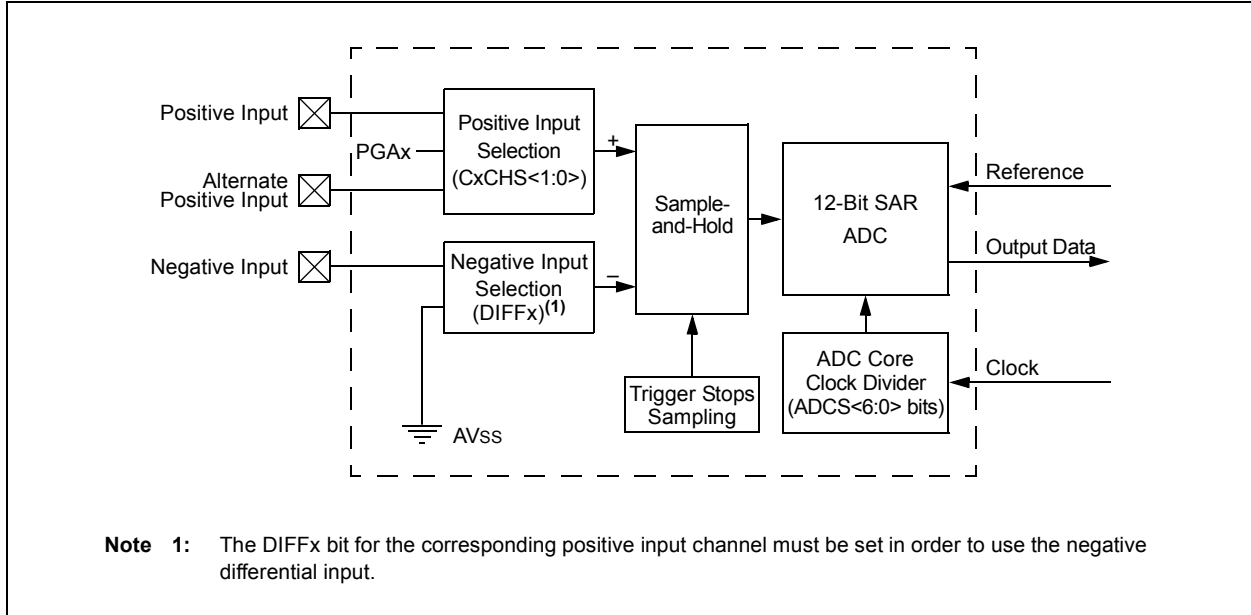 Positive Input
PGAx
Alternate
Positive Input
Negative Input
Positive Input
Selection
(CxCHS<1:0>)
+
Negative Input
Selection
(DIFFx)(1)
–
AVSS
Sample-
and-Hold
Trigger Stops
Sampling
12-Bit SAR
ADC
ADC Core
Clock Divider
(ADCS<6:0> bits)
Reference
Output Data
Clock
Note 1: The DIFFx bit for the corresponding positive input channel must be set in order to use the negative
differential input.